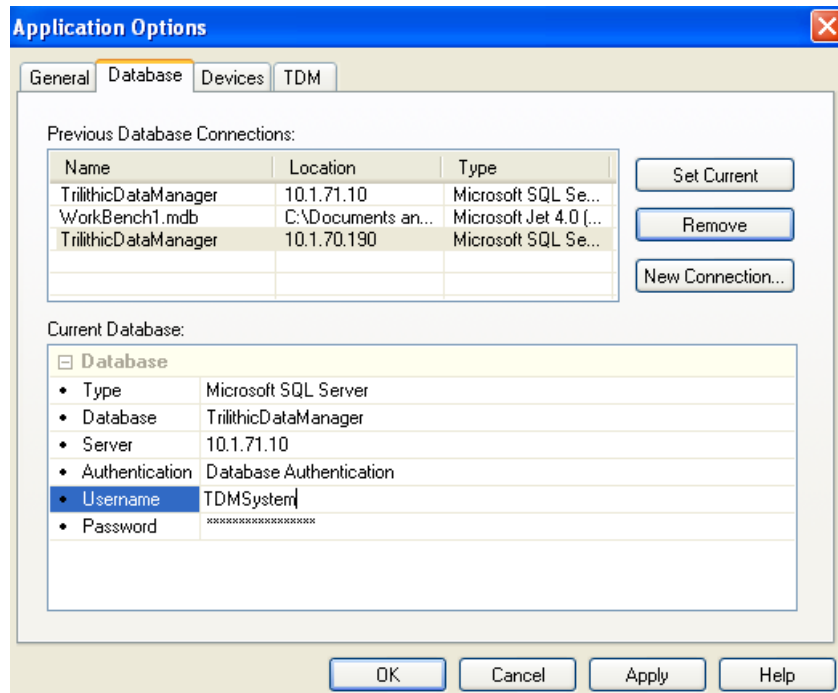 Application Options
General Database Devices TDM
Previous Database Connections:
Name Location Type
TrilithicDataManager 10.1.71.10 Microsoft SQL Se...
WorkBench1.mdb C:\Documents an... Microsoft Jet 4.0 (...
TrilithicDataManager 10.1.70.190 Microsoft SQL Se...
Set Current
Remove
New Connection...
Current Database:
Database
Type Microsoft SQL Server
Database TrilithicDataManager
Server 10.1.71.10
Authentication Database Authentication
Username TDMSystem
Password *****************
OK Cancel Apply Help